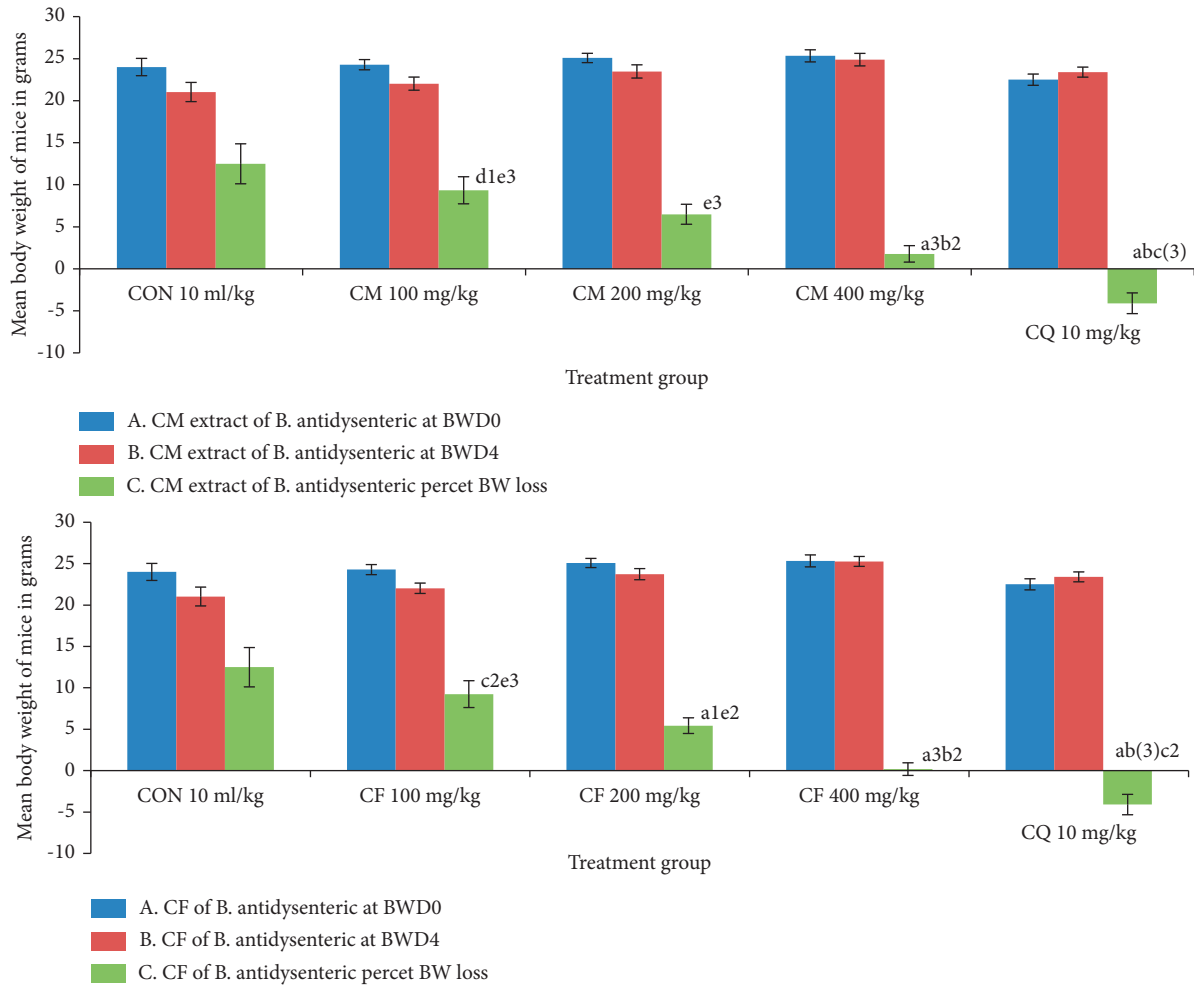 30
25
20
15
10
5
0
-5
-10
Mean body weight of mice in grams
d1e3
e3
a3b2
abc(3)
CON 10 ml/kg
CM 100 mg/kg
CM 200 mg/kg
CM 400 mg/kg
CQ 10 mg/kg
Treatment group
A. CM extract of B. antidysenteric at BWD0
B. CM extract of B. antidysenteric at BWD4
C. CM extract of B. antidysenteric percet BW loss
30
25
20
15
10
5
0
-5
-10
Mean body weight of mice in grams
c2e3
a1e2
a3b2
ab(3)c2
CON 10 ml/kg
CF 100 mg/kg
CF 200 mg/kg
CF 400 mg/kg
CQ 10 mg/kg
Treatment group
A. CF of B. antidysenteric at BWD0
B. CF of B. antidysenteric at BWD4
C. CF of B. antidysenteric percet BW loss